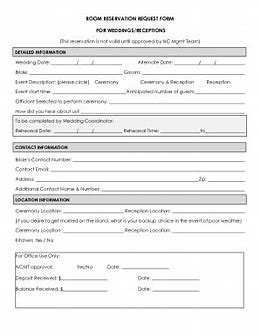 ROOM RESERVATION REQUEST FORM
FOR WEDDINGS/RECEPTIONS
(This reservation is not valid until approved by NC Mgmt Team)
DETAILED INFORMATION
Wedding Date: ____/____/____ Alternate Date: ____/____/____
Bride: ____________ Groom: ____________
Event Description: (please circle) Ceremony Ceremony & Reception Reception
Event start time: ____________ Anticipated number of guests: ____________
Officiant Selected to perform ceremony: ____________
How did you hear about us? ____________
To be completed by Wedding Coordinator:
Rehearsal Date: ____/____/____ Rehearsal Time: ____________
CONTACT INFORMATION
Bride's Contact Number: ____________
Contact Email: ____________
Address: ____________ Zip: ____________
Additional Contact Name & Number: ____________
LOCATION INFORMATION
Ceremony Location: ____________ Reception Location: ____________
(If you desire to get married on the island, what is your backup choice in the event of poor weather)
Ceremony Location: ____________ Reception Location: ____________
Kitchen: Yes / No
For Office Use Only:
Yes/No Date: ____________
Deposit Received: $____________ Date: ____________
Balance Received: $____________ Date: ____________